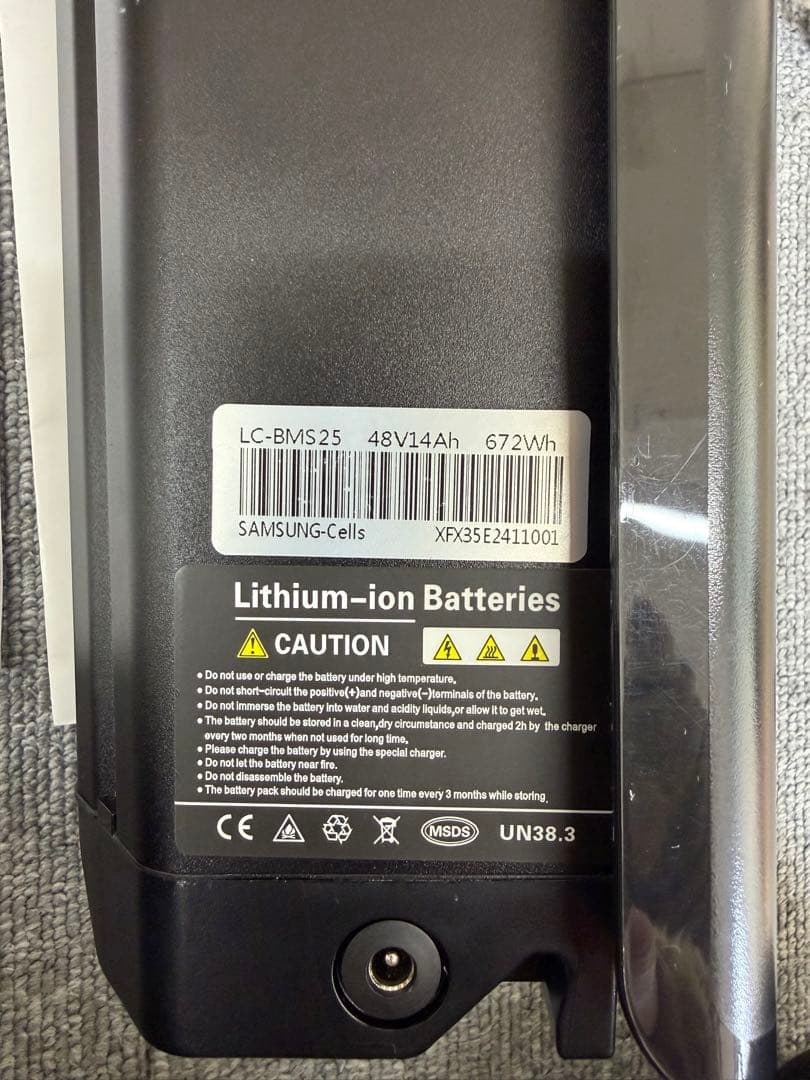 LC-BMS25 48V14Ah 672Wh
SAMSUNG-Cells XFX35E2411001
Lithium-ion Batteries
CAUTION
• Do not use or charge the battery under high temperature.
• Do not short-circuit the positive(+)and negative(-)terminals of the battery.
• Do not immerse the battery into water and acidity liquids,or allow it to get wet.
• The battery should be stored in a clean,dry circumstance and charged 2h by the charger
every two months when not used for long time.
• Please charge the battery by using the special charger.
• Do not let the battery near fire.
• Do not disassemble the battery.
• The battery pack should be charged for one time every 3 months while storing.
CE MSDS UN38.3